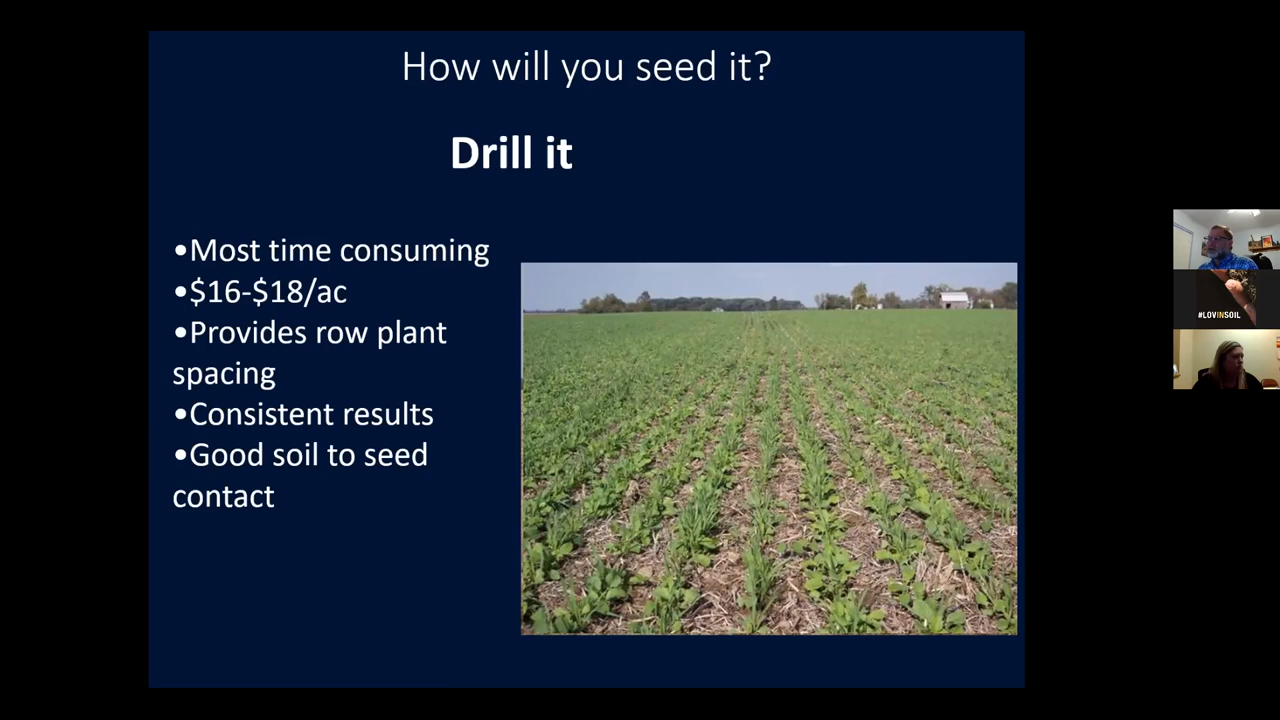 How will you seed it?
Drill it
•Most time consuming
•$16-$18/ac
•Provides row plant
spacing
•Consistent results
•Good soil to seed
contact
#LOVINSOIL